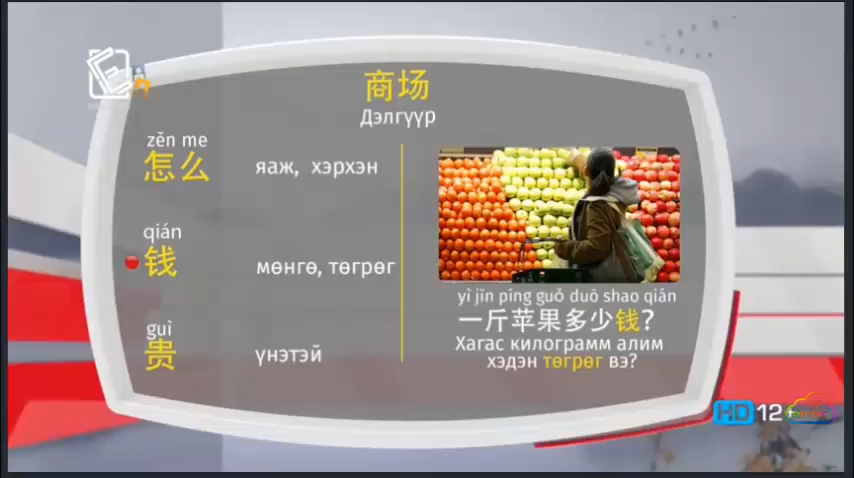 商场
Дэлгүүр
zěn me
怎么
яаж, хэрхэн
qián
钱
мөнгө, төгрөг
guì
贵
үнэтэй
yì jīn píng guǒ duō shao qián
一斤苹果多少钱?
Хагас килограмм алим
хэдэн төгрөг вэ?
HD 12+